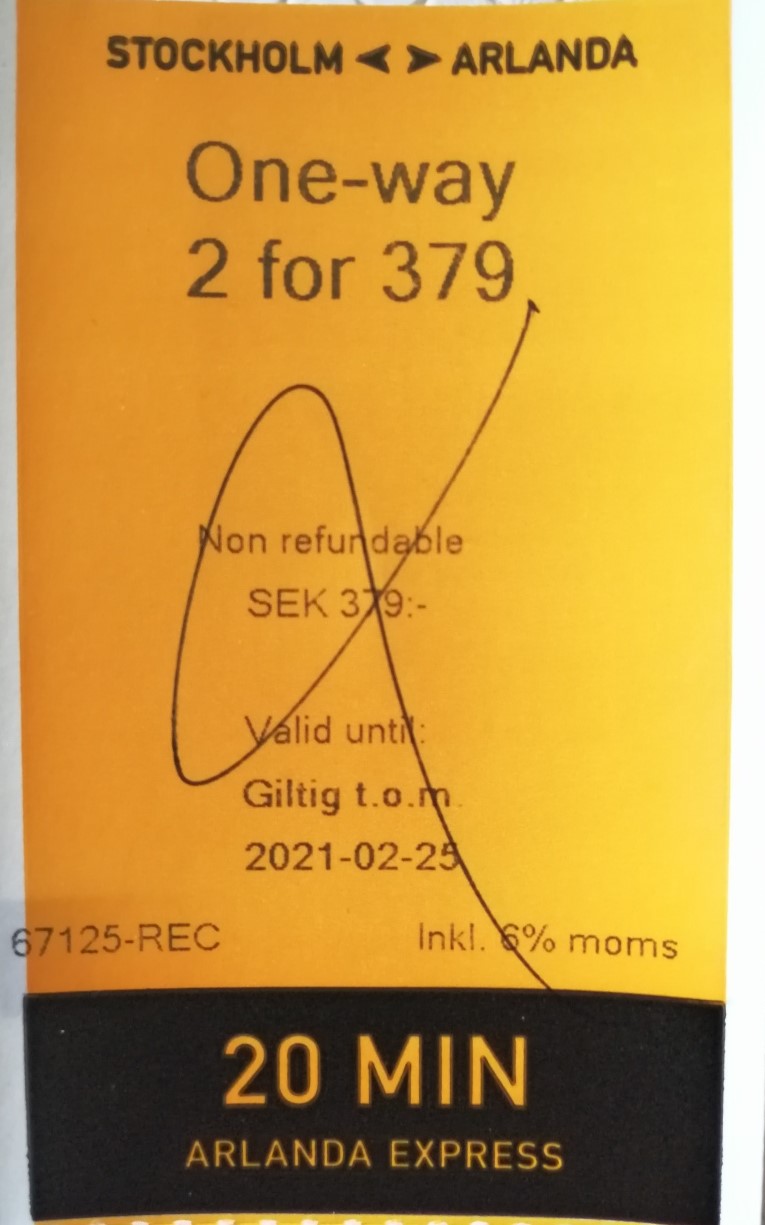 STOCKHOLM < > ARLANDA
One-way
2 for 379
Non refundable
SEK 379:-
Valid until:
Giltig t.o.m.
2021-02-25
67125-REC Inkl. 6% moms
20 MIN
ARLANDA EXPRESS